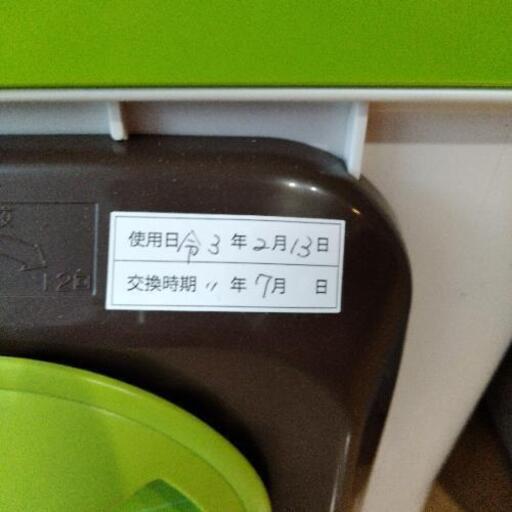 使用日 令3年2月13日
交換時期 〃年7月 日